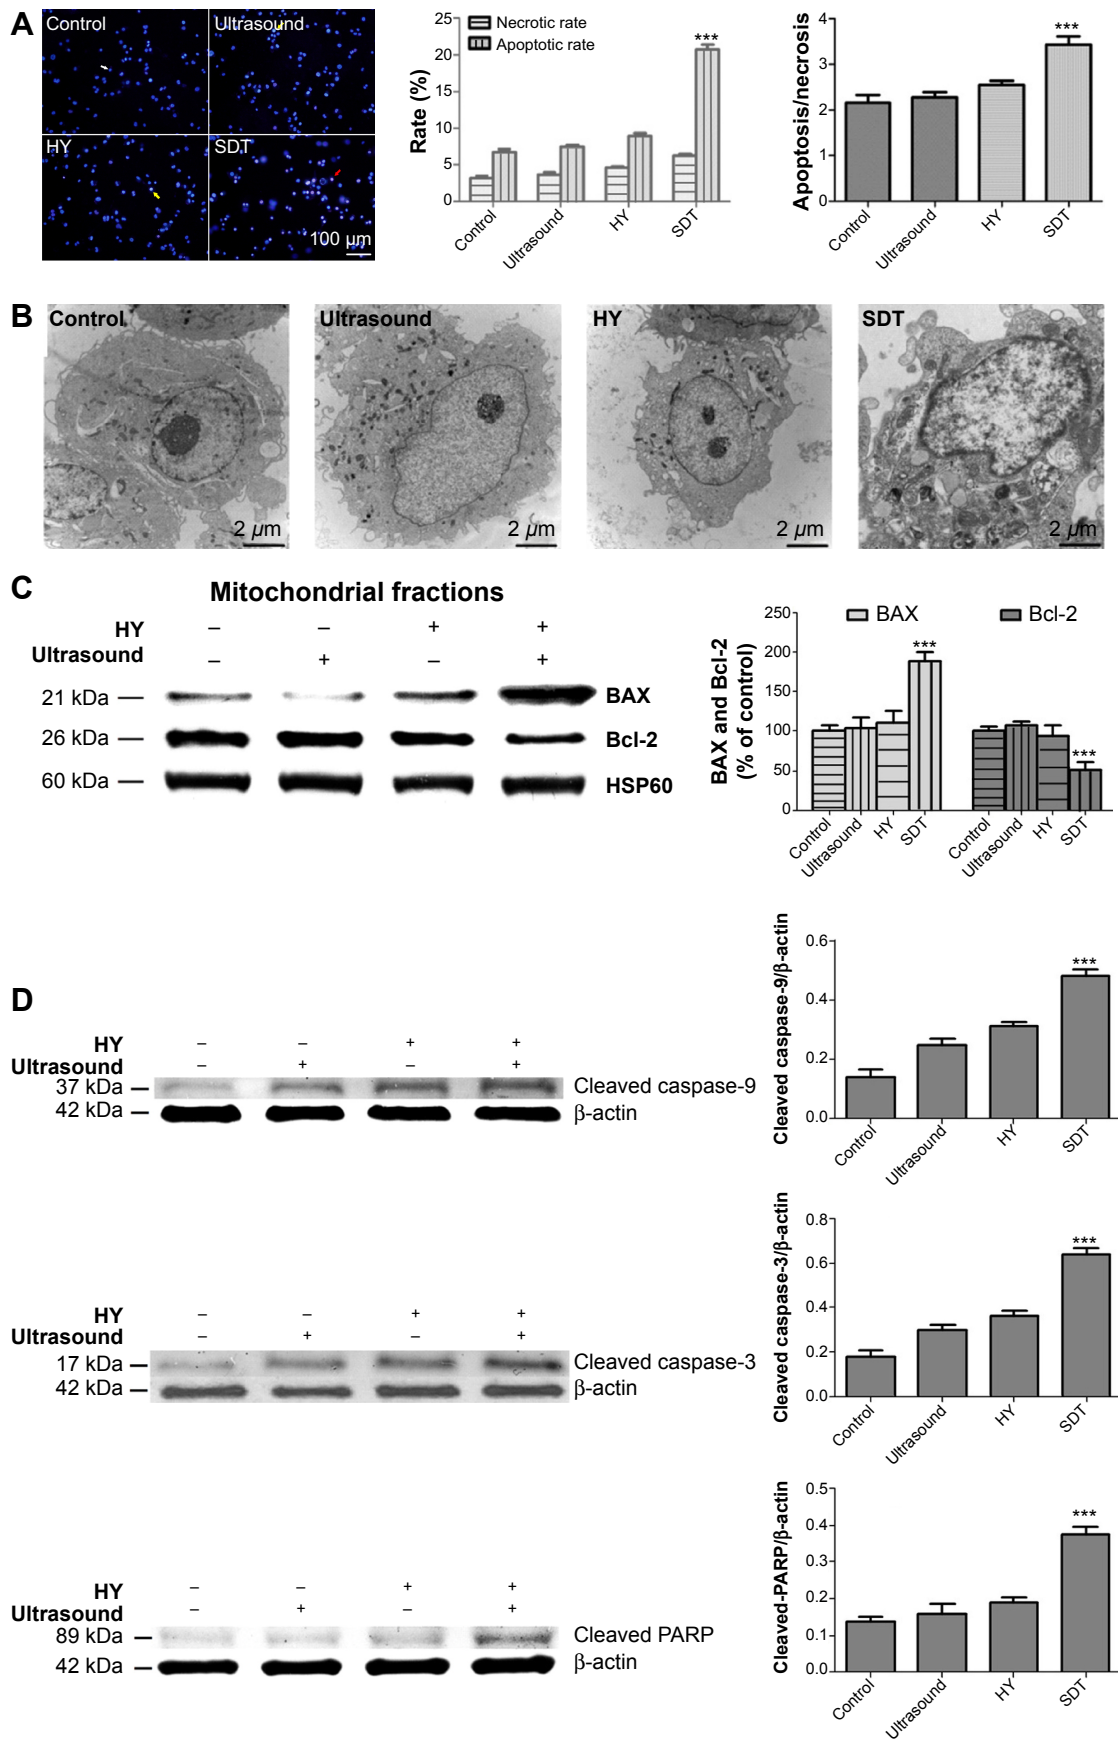 A
Control
Ultrasound
HY
SDT
100 µm
25
20
15
10
5
0
Rate (%)
Necrotic rate
Apoptotic rate
***
Control
Ultrasound
HY
SDT
4
3
2
1
0
Apoptosis/necrosis
***
Control
Ultrasound
HY
SDT
B
Control
2 µm
Ultrasound
2 µm
HY
2 µm
SDT
2 µm
C
Mitochondrial fractions
HY – – + +
Ultrasound – + – +
21 kDa BAX
26 kDa Bcl-2
60 kDa HSP60
BAX and Bcl-2
(% of control)
250
200
150
100
50
0
BAX
Bcl-2
***
***
Control
Ultrasound
HY
SDT
Control
Ultrasound
HY
SDT
D
HY – – + +
Ultrasound – + – +
37 kDa Cleaved caspase-9
42 kDa β-actin
Cleaved caspase-9/β-actin
0.6
0.4
0.2
0.0
***
Control
Ultrasound
HY
SDT
HY – – + +
Ultrasound – + – +
17 kDa Cleaved caspase-3
42 kDa β-actin
Cleaved caspase-3/β-actin
0.8
0.6
0.4
0.2
0.0
***
Control
Ultrasound
HY
SDT
HY – – + +
Ultrasound – + – +
89 kDa Cleaved PARP
42 kDa β-actin
Cleaved-PARP/β-actin
0.5
0.4
0.3
0.2
0.1
0.0
***
Control
Ultrasound
HY
SDT